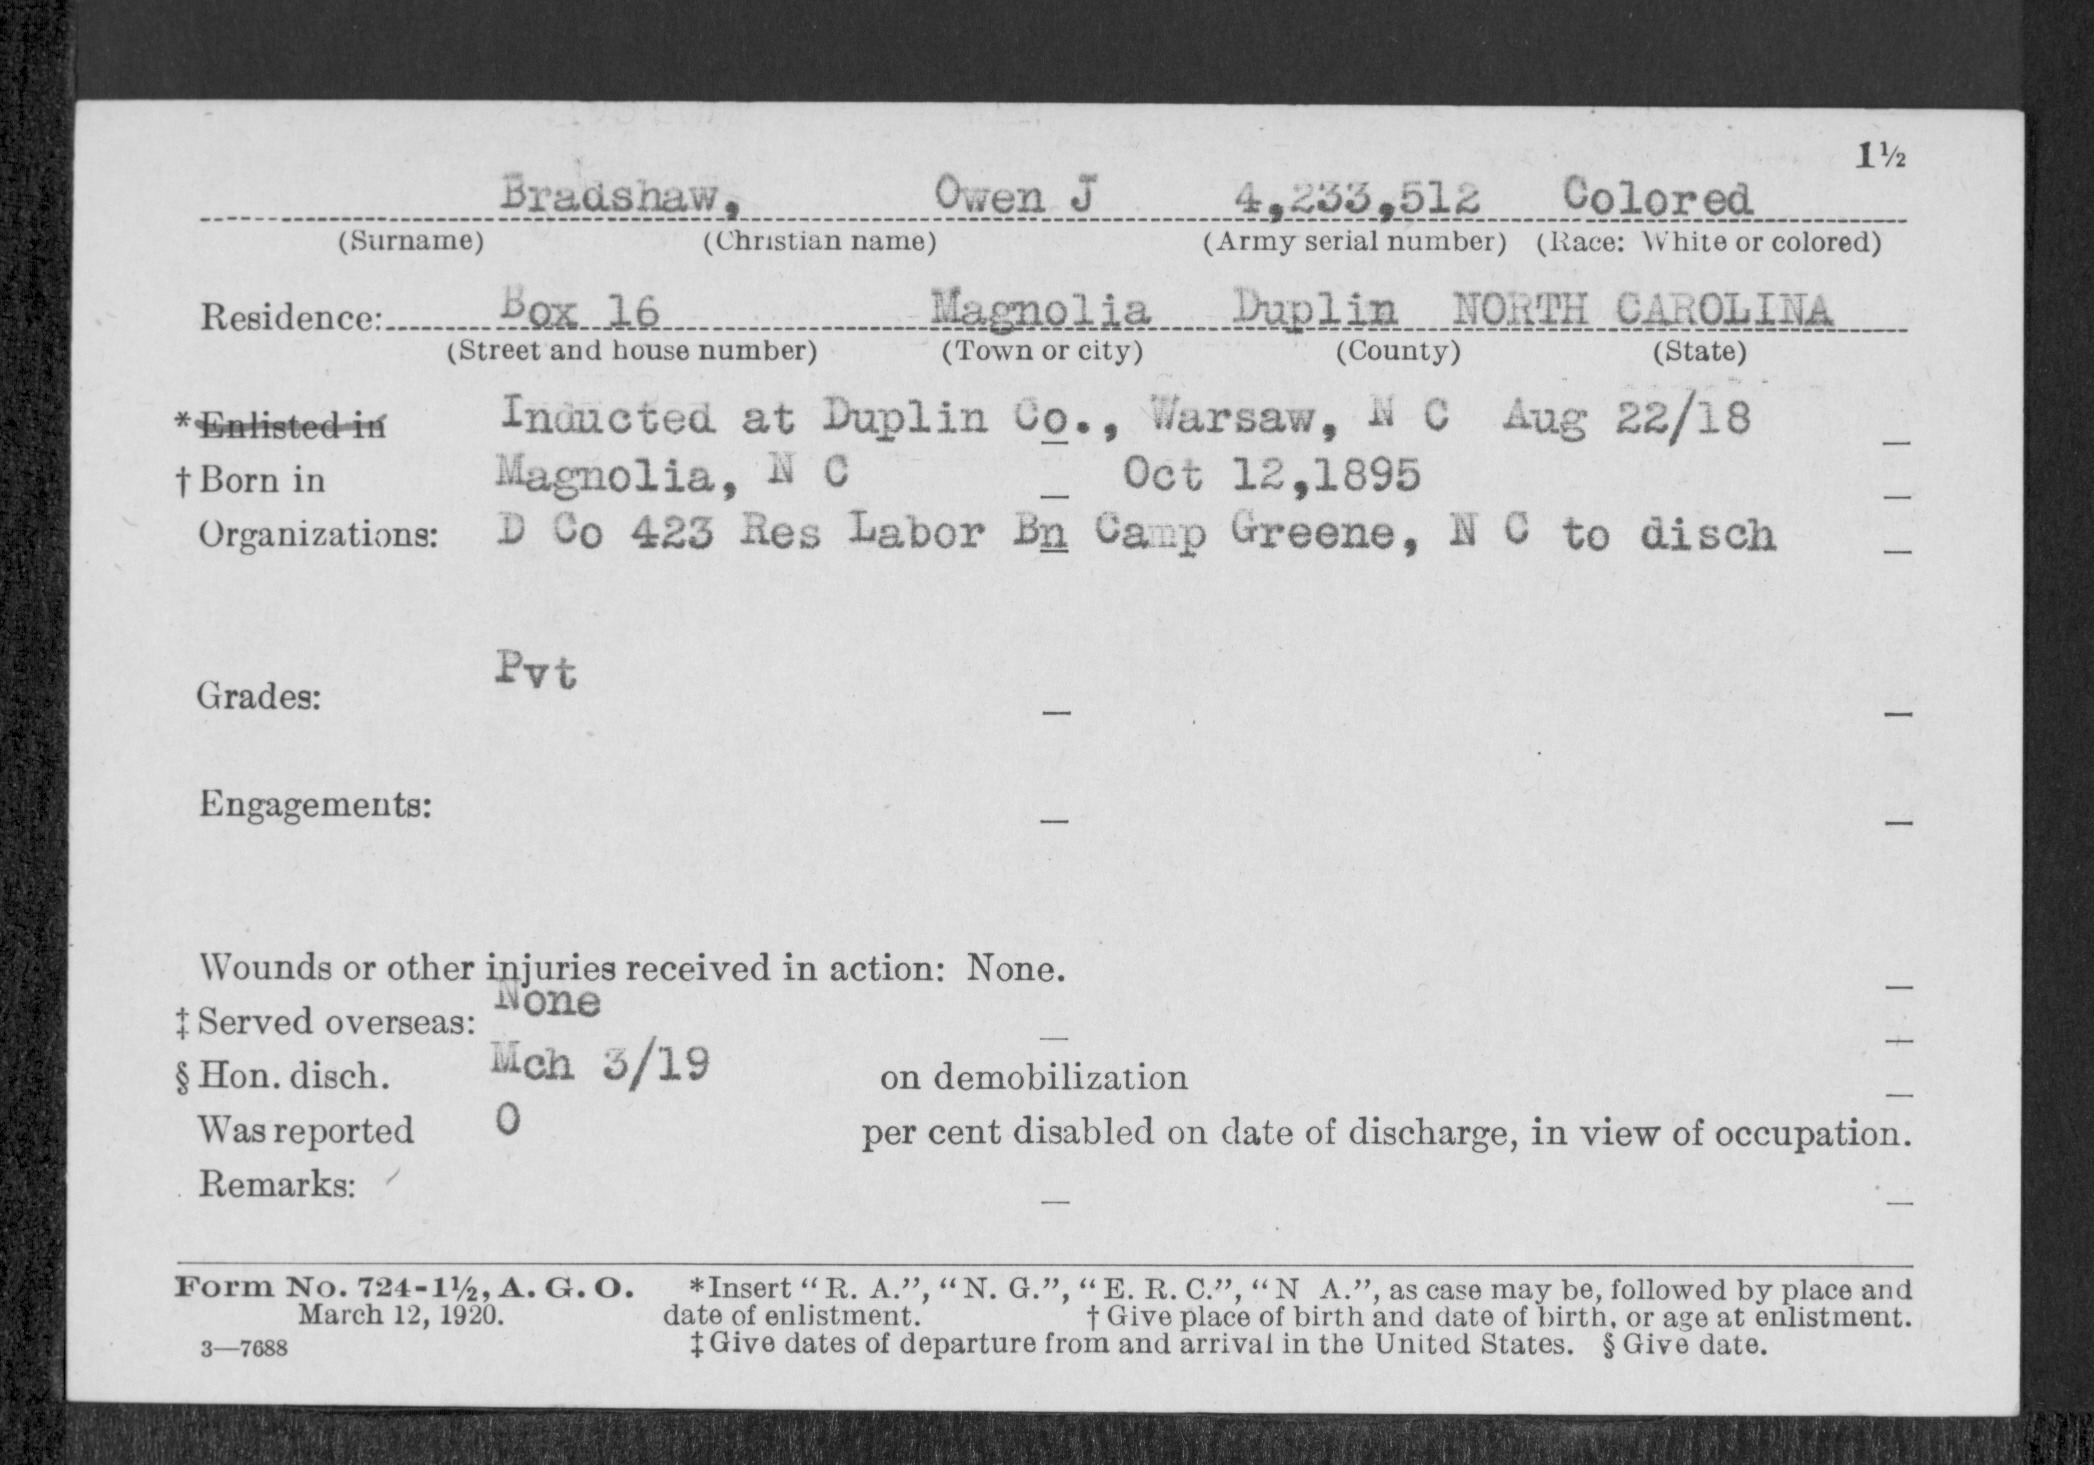 1½
Bradshaw, Owen J 4,233,512 Colored
(Surname) (Christian name) (Army serial number) (Race: White or colored)
Residence: Box 16 Magnolia Duplin NORTH CAROLINA
(Street and house number) (Town or city) (County) (State)
*Enlisted in Inducted at Duplin Co., Warsaw, N C Aug 22/18
†Born in Magnolia, N C Oct 12,1895
Organizations: D Co 423 Res Labor Bn Camp Greene, N C to disch
Pvt
Grades:
Engagements:
Wounds or other injuries received in action: None.
‡Served overseas: None
§Hon. disch. Mch 3/19 on demobilization
Was reported 0 per cent disabled on date of discharge, in view of occupation.
Remarks:
Form No. 724-1½, A. G. O. *Insert "R. A.", "N. G.", "E. R. C.", "N A.", as case may be, followed by place and
March 12, 1920. date of enlistment. †Give place of birth and date of birth, or age at enlistment.
3—7688 ‡Give dates of departure from and arrival in the United States. §Give date.